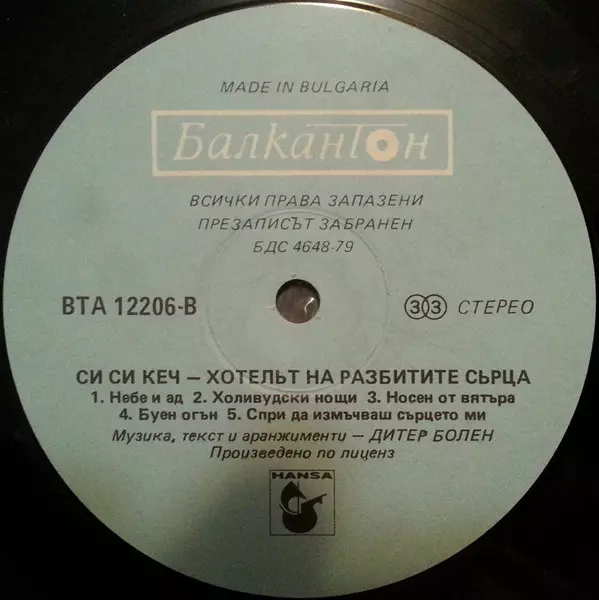 MADE IN BULGARIA
БалканТон
ВСИЧКИ ПРАВА ЗАПАЗЕНИ
ПРЕЗАПИСЪТ ЗАБРАНЕН
БДС 4648-79
ВТА 12206-В
33 СТЕРЕО
СИ СИ КЕЧ – ХОТЕЛЪТ НА РАЗБИТИТЕ СЪРЦА
1. Небе и ад 2. Холивудски нощи 3. Носен от вятъра
4. Буен огън 5. Спри да измъчваш сърцето ми
Музика, текст и аранжименти – ДИТЕР БОЛЕН
Произведено по лиценз
HANSA